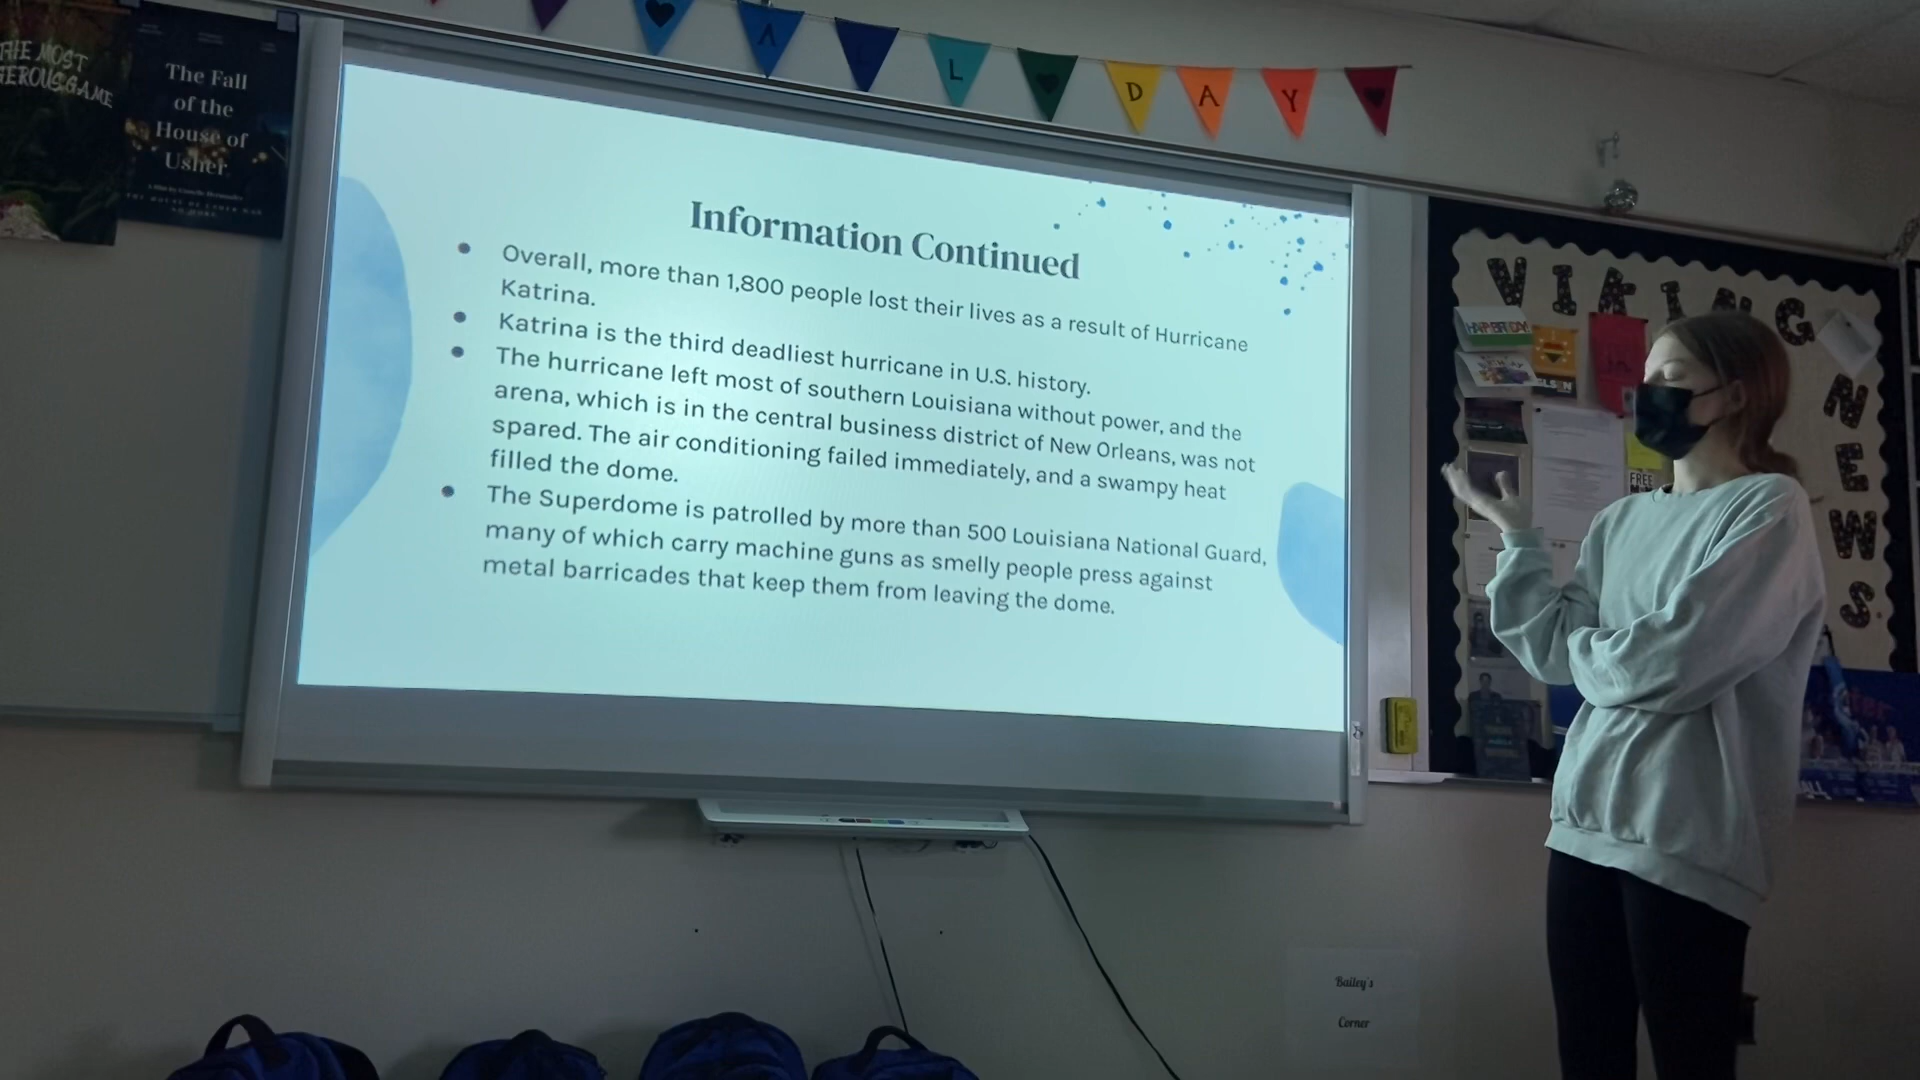 THE MOST
The Fall
of the
House of
Usher
A L L DAY
Information Continued
Overall, more than 1,800 people lost their lives as a result of Hurricane
Katrina.
Katrina is the third deadliest hurricane in U.S. history.
The hurricane left most of southern Louisiana without power, and the
arena, which is in the central business district of New Orleans, was not
spared. The air conditioning failed immediately, and a swampy heat
filled the dome.
The Superdome is patrolled by more than 500 Louisiana National Guard,
many of which carry machine guns as smelly people press against
metal barricades that keep them from leaving the dome.
VIKING
NEWS
GLSEN
FREE
Bailey's
Corner